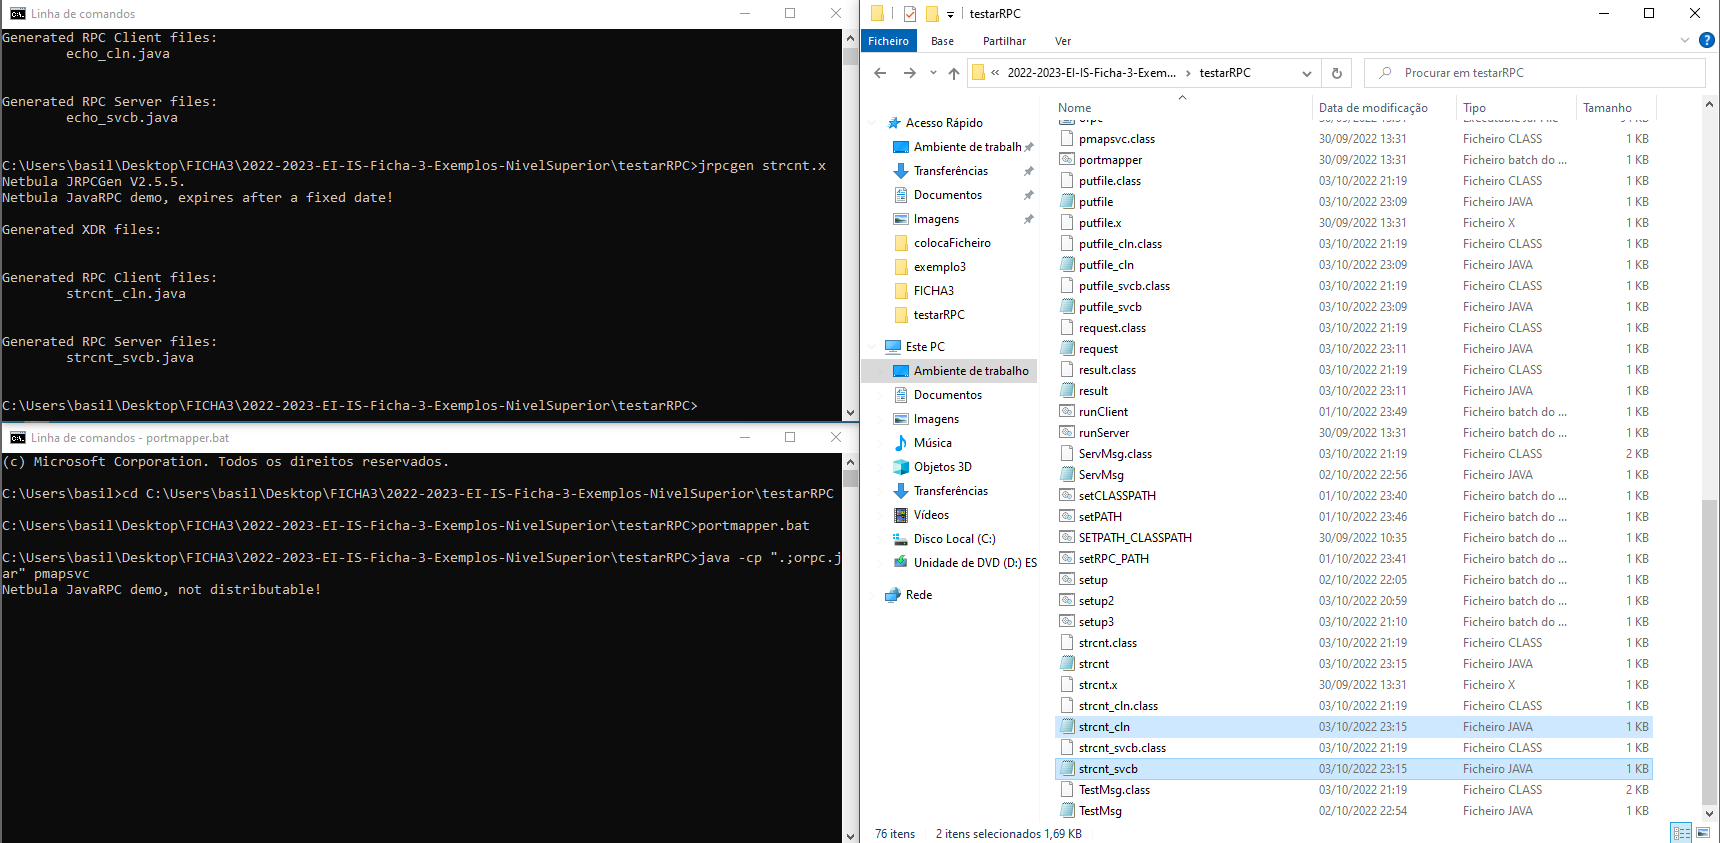 Linha de comandos
Generated RPC Client files:
echo_cln.java
Generated RPC Server files:
echo_svcb.java
C:\Users\basil\Desktop\FICHA3\2022-2023-EI-IS-Ficha-3-Exemplos-NivelSuperior\testarRPC>jrpcgen strcnt.x
Netbula JRPCGen V2.5.5.
Netbula JavaRPC demo, expires after a fixed date!
Generated XDR files:
Generated RPC Client files:
strcnt_cln.java
Generated RPC Server files:
strcnt_svcb.java
C:\Users\basil\Desktop\FICHA3\2022-2023-EI-IS-Ficha-3-Exemplos-NivelSuperior\testarRPC>
Linha de comandos - portmapper.bat
(c) Microsoft Corporation. Todos os direitos reservados.
C:\Users\basil>cd C:\Users\basil\Desktop\FICHA3\2022-2023-EI-IS-Ficha-3-Exemplos-NivelSuperior\testarRPC
C:\Users\basil\Desktop\FICHA3\2022-2023-EI-IS-Ficha-3-Exemplos-NivelSuperior\testarRPC>portmapper.bat
C:\Users\basil\Desktop\FICHA3\2022-2023-EI-IS-Ficha-3-Exemplos-NivelSuperior\testarRPC>java -cp ".;orpc.j
ar" pmapsvc
Netbula JavaRPC demo, not distributable!
testarRPC
Ficheiro Base Partilhar Ver
« 2022-2023-EI-IS-Ficha-3-Exem... › testarRPC
Procurar em testarRPC
Acesso Rápido
Ambiente de trabalh
Transferências
Documentos
Imagens
colocaFicheiro
exemplo3
FICHA3
testarRPC
Este PC
Ambiente de trabalho
Documentos
Imagens
Música
Objetos 3D
Transferências
Vídeos
Disco Local (C:)
Unidade de DVD (D:) ES
Rede
Nome Data de modificação Tipo Tamanho
pmapsvc.class 30/09/2022 13:31 Ficheiro CLASS 1 KB
portmapper 30/09/2022 13:31 Ficheiro batch do ... 1 KB
putfile.class 03/10/2022 21:19 Ficheiro CLASS 1 KB
putfile 03/10/2022 23:09 Ficheiro JAVA 1 KB
putfile.x 30/09/2022 13:31 Ficheiro X 1 KB
putfile_cln.class 03/10/2022 21:19 Ficheiro CLASS 1 KB
putfile_cln 03/10/2022 23:09 Ficheiro JAVA 1 KB
putfile_svcb.class 03/10/2022 21:19 Ficheiro CLASS 1 KB
putfile_svcb 03/10/2022 23:09 Ficheiro JAVA 1 KB
request.class 03/10/2022 21:19 Ficheiro CLASS 1 KB
request 03/10/2022 23:11 Ficheiro JAVA 1 KB
result.class 03/10/2022 21:19 Ficheiro CLASS 1 KB
result 03/10/2022 23:11 Ficheiro JAVA 1 KB
runClient 01/10/2022 23:49 Ficheiro batch do ... 1 KB
runServer 30/09/2022 13:31 Ficheiro batch do ... 1 KB
ServMsg.class 03/10/2022 21:19 Ficheiro CLASS 2 KB
ServMsg 02/10/2022 22:56 Ficheiro JAVA 1 KB
setCLASSPATH 01/10/2022 23:40 Ficheiro batch do ... 1 KB
setPATH 01/10/2022 23:46 Ficheiro batch do ... 1 KB
SETPATH_CLASSPATH 30/09/2022 10:35 Ficheiro batch do ... 1 KB
setRPC_PATH 01/10/2022 23:41 Ficheiro batch do ... 1 KB
setup 02/10/2022 22:05 Ficheiro batch do ... 1 KB
setup2 03/10/2022 20:59 Ficheiro batch do ... 1 KB
setup3 03/10/2022 21:10 Ficheiro batch do ... 1 KB
strcnt.class 03/10/2022 21:19 Ficheiro CLASS 1 KB
strcnt 03/10/2022 23:15 Ficheiro JAVA 1 KB
strcnt.x 30/09/2022 13:31 Ficheiro X 1 KB
strcnt_cln.class 03/10/2022 21:19 Ficheiro CLASS 1 KB
strcnt_cln 03/10/2022 23:15 Ficheiro JAVA 1 KB
strcnt_svcb.class 03/10/2022 21:19 Ficheiro CLASS 1 KB
strcnt_svcb 03/10/2022 23:15 Ficheiro JAVA 1 KB
TestMsg.class 03/10/2022 21:19 Ficheiro CLASS 2 KB
TestMsg 02/10/2022 22:54 Ficheiro JAVA 1 KB
76 itens 2 itens selecionados 1,69 KB